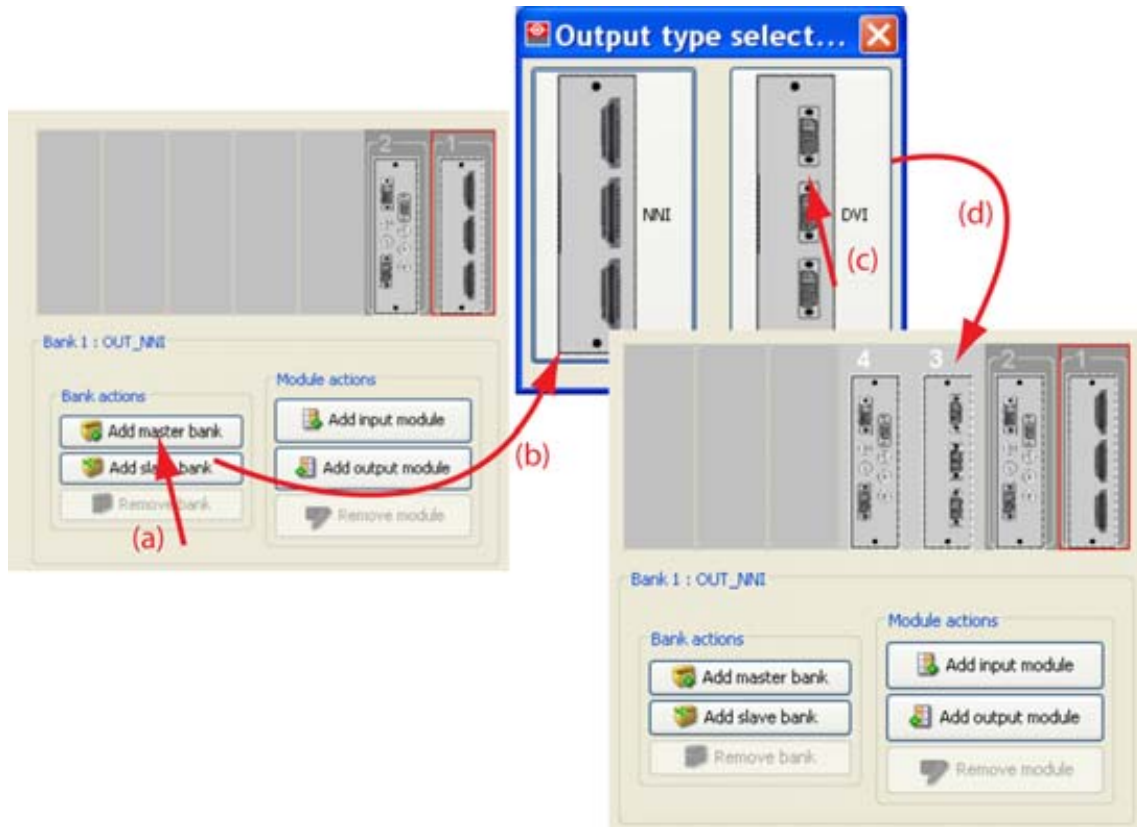 Output type select...
NNI
DVI
(d)
(c)
2 1
Bank 1 : OUT_NNI
Bank actions
Module actions
Add master bank
Add input module
Add slave bank
Add output module
Remove bank
Remove module
(a)
(b)
4 3 2 1
Bank 1 : OUT_NNI
Bank actions
Module actions
Add master bank
Add input module
Add slave bank
Add output module
Remove bank
Remove module